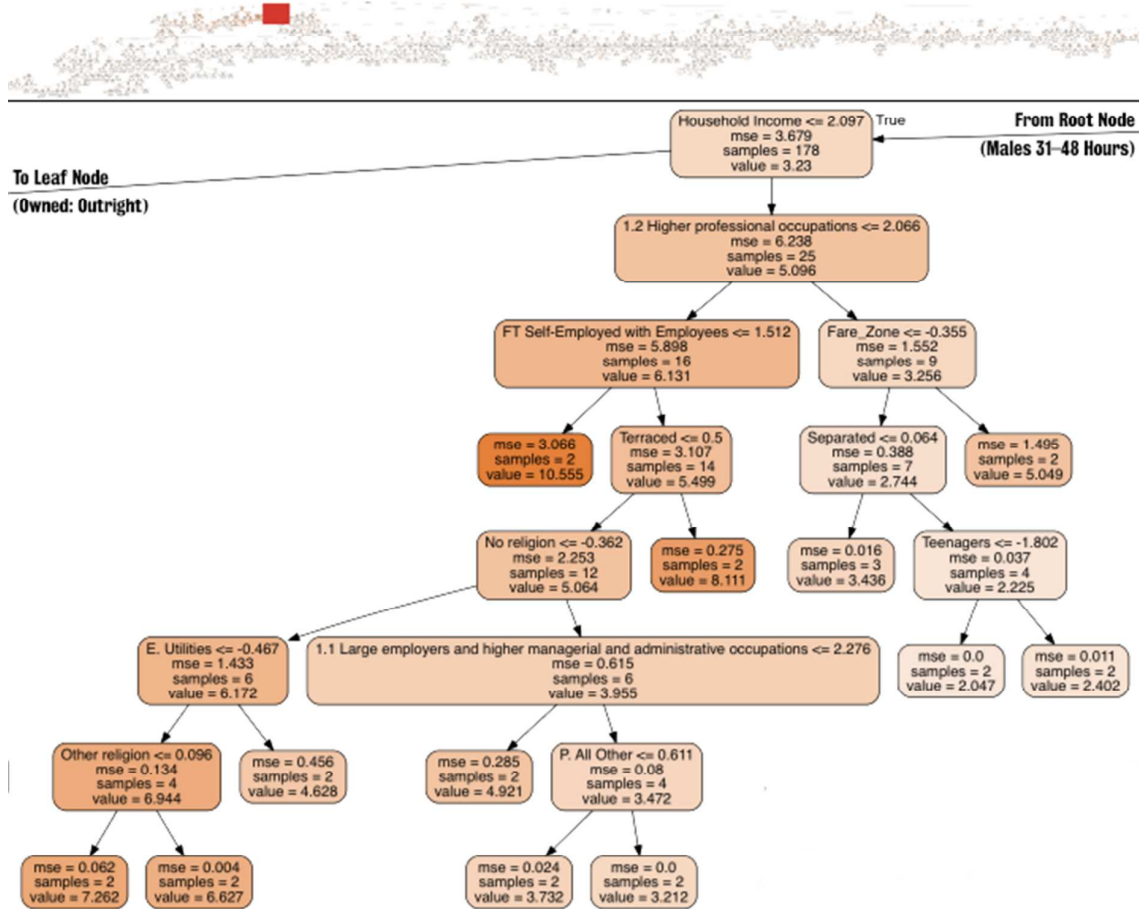 Household Income <= 2.097
mse = 3.679
samples = 178
value = 3.23
True
From Root Node
(Males 31–48 Hours)
To Leaf Node
(Owned: Outright)
1.2 Higher professional occupations <= 2.066
mse = 6.238
samples = 25
value = 5.096
FT Self-Employed with Employees <= 1.512
mse = 5.898
samples = 16
value = 6.131
Fare_Zone <= -0.355
mse = 1.552
samples = 9
value = 3.256
mse = 3.066
samples = 2
value = 10.555
Terraced <= 0.5
mse = 3.107
samples = 14
value = 5.499
Separated <= 0.064
mse = 0.388
samples = 7
value = 2.744
mse = 1.495
samples = 2
value = 5.049
No religion <= -0.362
mse = 2.253
samples = 12
value = 5.064
mse = 0.275
samples = 2
value = 8.111
mse = 0.016
samples = 3
value = 3.436
Teenagers <= -1.802
mse = 0.037
samples = 4
value = 2.225
E. Utilities <= -0.467
mse = 1.433
samples = 6
value = 6.172
1.1 Large employers and higher managerial and administrative occupations <= 2.276
mse = 0.615
samples = 6
value = 3.955
mse = 0.0
samples = 2
value = 2.047
mse = 0.011
samples = 2
value = 2.402
Other religion <= 0.096
mse = 0.134
samples = 4
value = 6.944
mse = 0.456
samples = 2
value = 4.628
mse = 0.285
samples = 2
value = 4.921
P. All Other <= 0.611
mse = 0.08
samples = 4
value = 3.472
mse = 0.062
samples = 2
value = 7.262
mse = 0.004
samples = 2
value = 6.627
mse = 0.024
samples = 2
value = 3.732
mse = 0.0
samples = 2
value = 3.212